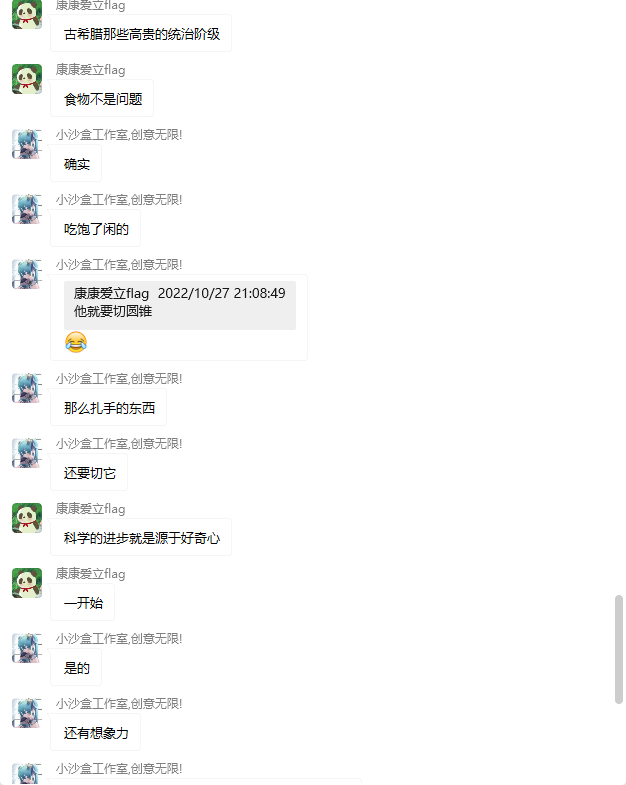 康康爱立flag
古希腊那些高贵的统治阶级
康康爱立flag
食物不是问题
小沙盒工作室,创意无限!
确实
小沙盒工作室,创意无限!
吃饱了闲的
小沙盒工作室,创意无限!
康康爱立flag 2022/10/27 21:08:49
他就要切圆锥
😂
小沙盒工作室,创意无限!
那么扎手的东西
小沙盒工作室,创意无限!
还要切它
康康爱立flag
科学的进步就是源于好奇心
康康爱立flag
一开始
小沙盒工作室,创意无限!
是的
小沙盒工作室,创意无限!
还有想象力
小沙盒工作室,创意无限!